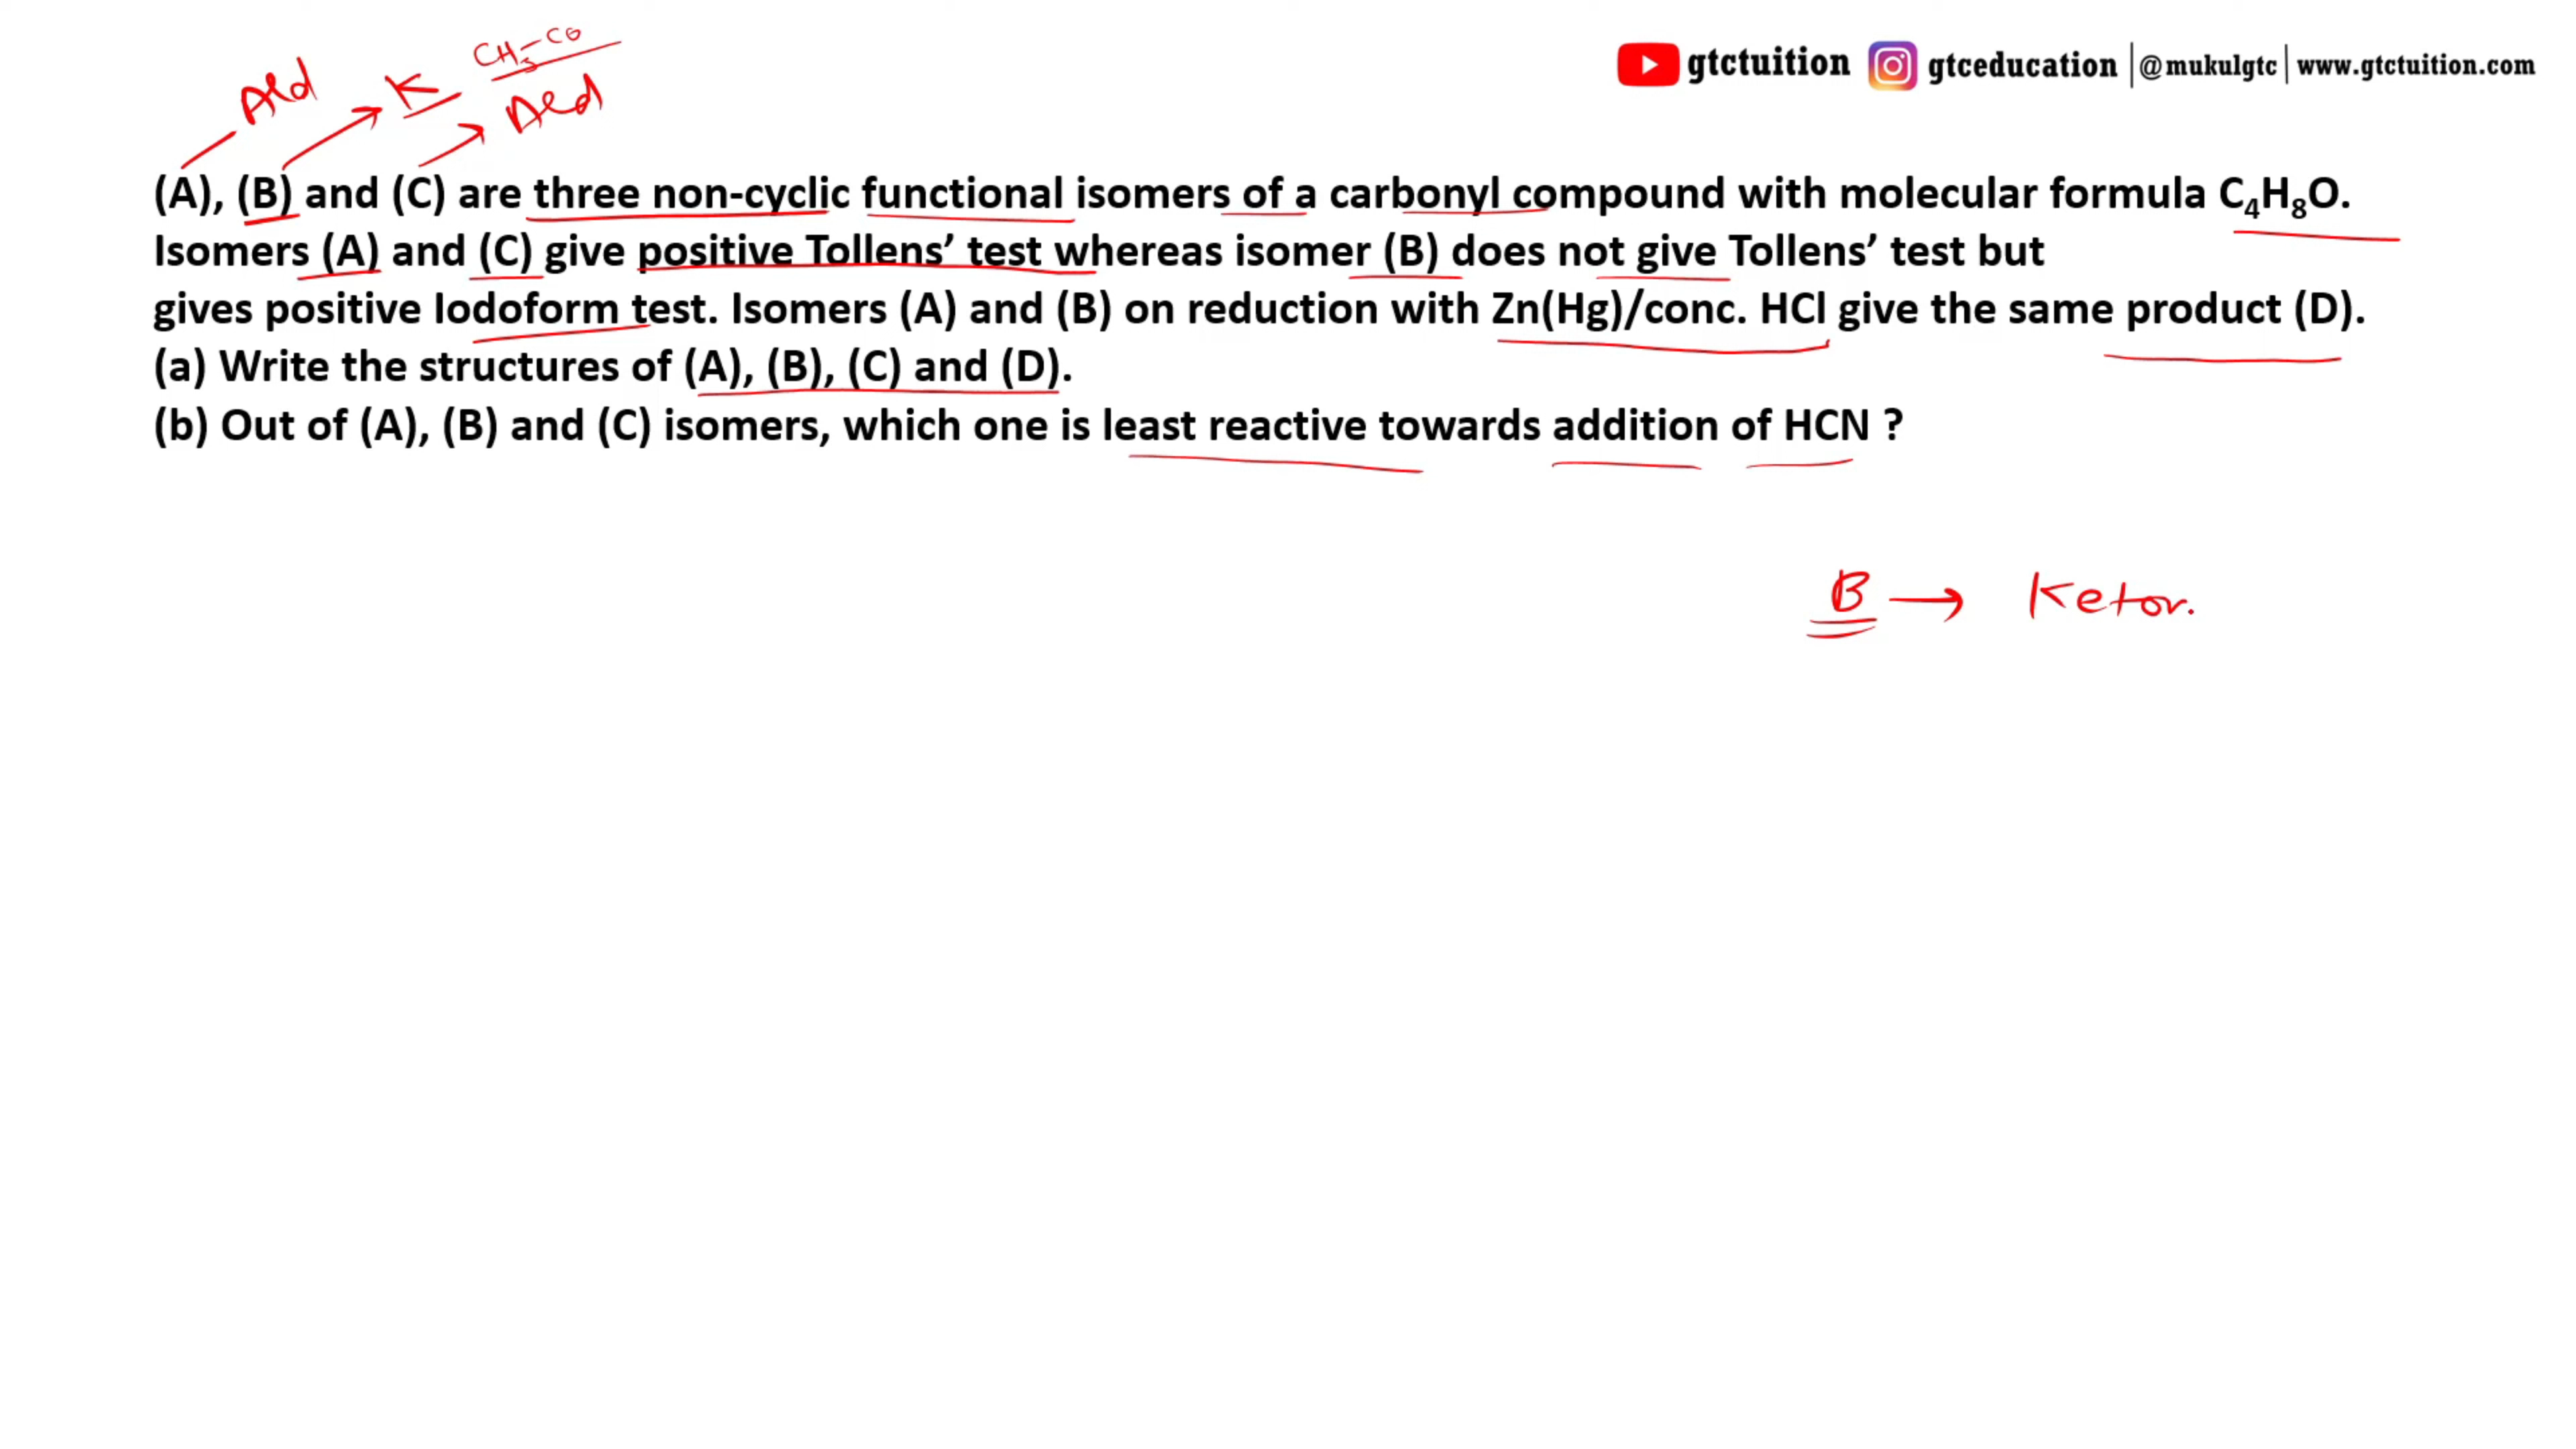 gtctuition gtceducation |@mukulgtc| www.gtctuition.com
CH₃-CO
Ald K Ald
(A), (B) and (C) are three non-cyclic functional isomers of a carbonyl compound with molecular formula C₄H₈O.
Isomers (A) and (C) give positive Tollens’ test whereas isomer (B) does not give Tollens’ test but
gives positive Iodoform test. Isomers (A) and (B) on reduction with Zn(Hg)/conc. HCl give the same product (D).
(a) Write the structures of (A), (B), (C) and (D).
(b) Out of (A), (B) and (C) isomers, which one is least reactive towards addition of HCN ?
B → Keton.